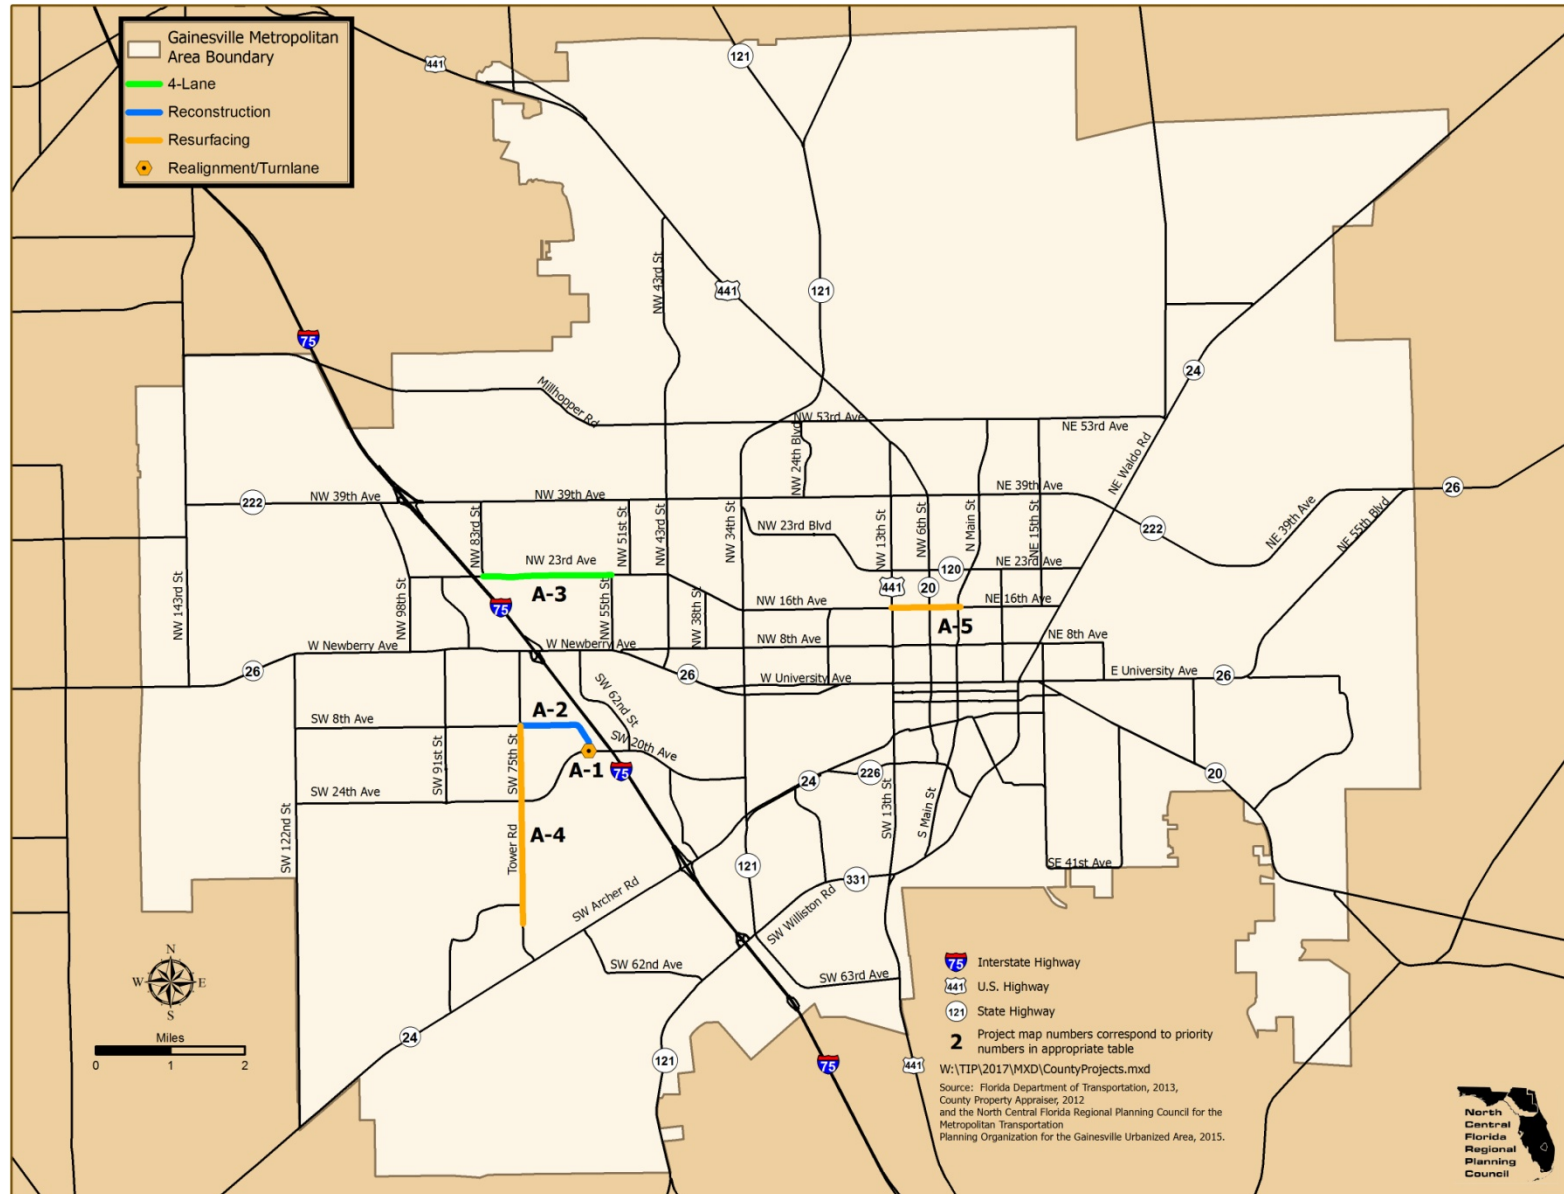 Gainesville Metropolitan
Area Boundary
4-Lane
Reconstruction
Resurfacing
Realignment/Turnlane
441
121
75
NW 43rd St
441
121
24
Millhopper Rd
NW 53rd Ave
NE 53rd Ave
NW 24th Blvd
NE Waldo Rd
222
NW 39th Ave
NW 39th Ave
NE 39th Ave
222
NE 39th Ave
NE 55th Blvd
26
NW 83rd St
NW 51st St
NW 43rd St
NW 34th St
NW 23rd Blvd
NW 13th St
NW 6th St
N Main St
NE 15th St
NW 23rd Ave
120
NE 23rd Ave
NW 143rd St
NW 98th St
75
A-3
NW 55th St
NW 38th St
441
20
NW 16th Ave
NE 16th Ave
A-5
26
W Newberry Ave
W Newberry Ave
26
NW 8th Ave
NE 8th Ave
W University Ave
E University Ave
26
SW 62nd St
SW 8th Ave
A-2
SW 20th Ave
SW 91st St
SW 75th St
A-1
75
24
226
20
SW 24th Ave
SW 122nd St
Tower Rd
A-4
SW 13th St
S Main St
121
331
SE 41st Ave
SW Archer Rd
SW Williston Rd
SW 62nd Ave
SW 63rd Ave
24
121
75
441
N
W
E
S
Miles
0
1
2
75
Interstate Highway
441
U.S. Highway
121
State Highway
2
Project map numbers correspond to priority
numbers in appropriate table
W:\TIP\2017\MXD\CountyProjects.mxd
Source: Florida Department of Transportation, 2013,
County Property Appraiser, 2012
and the North Central Florida Regional Planning Council for the
Metropolitan Transportation
Planning Organization for the Gainesville Urbanized Area, 2015.
North
Central
Florida
Regional
Planning
Council